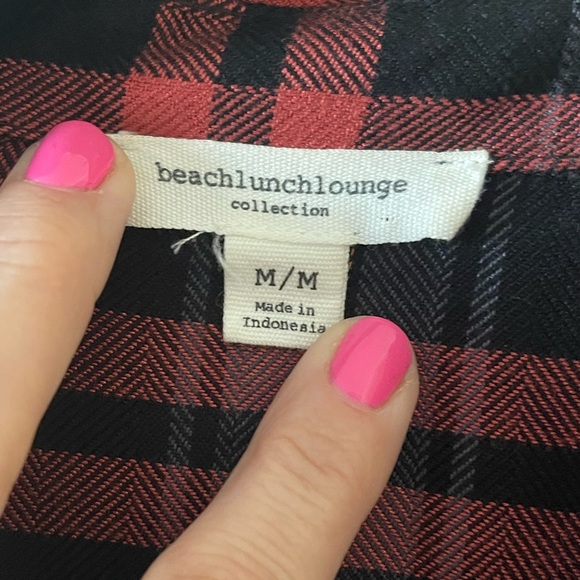 beachlunchlounge
collection
M/M
Made in
Indonesia